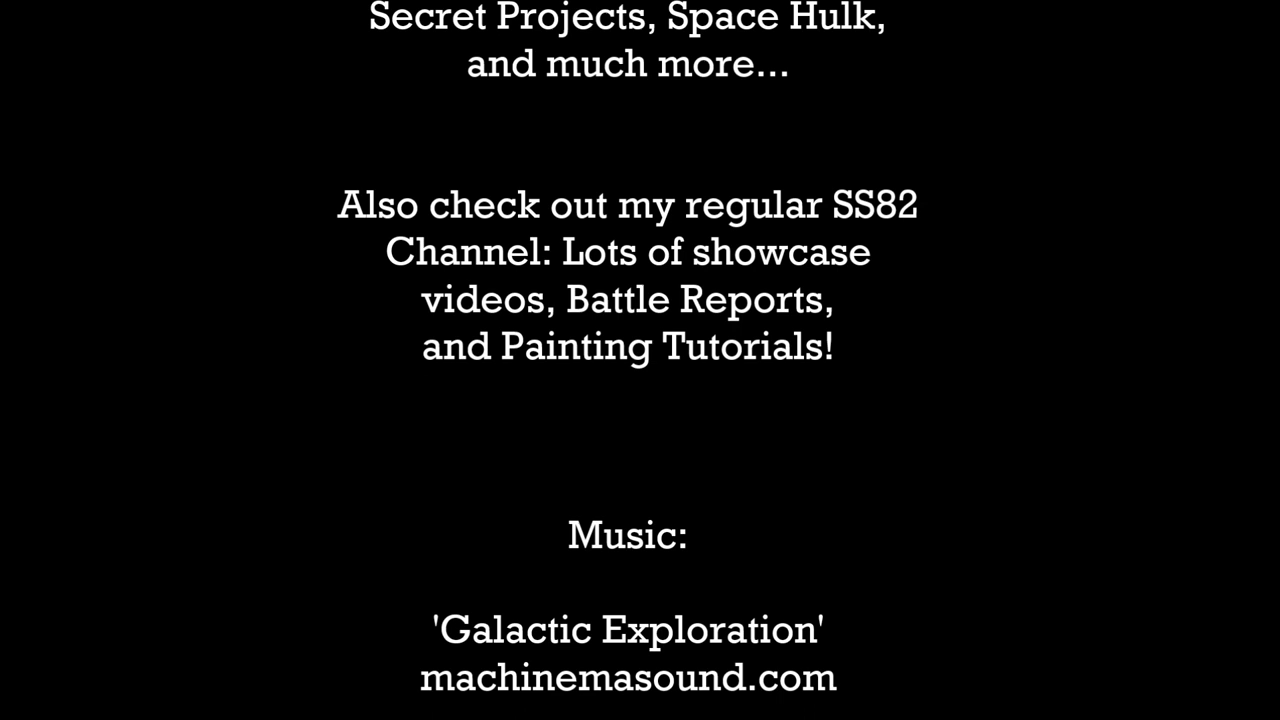 Secret Projects, Space Hulk,
and much more...
Also check out my regular SS82
Channel: Lots of showcase
videos, Battle Reports,
and Painting Tutorials!
Music:
'Galactic Exploration'
machinemasound.com